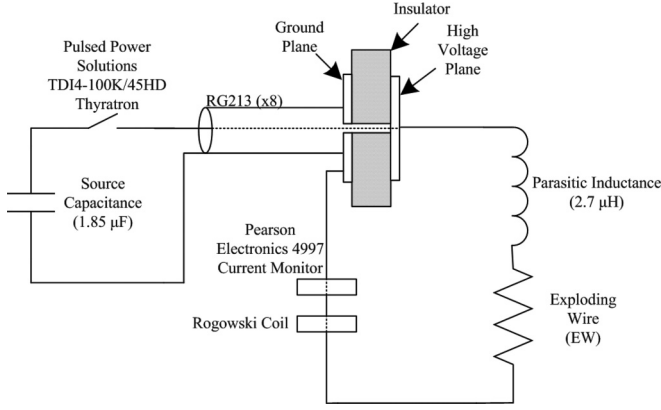 Pulsed Power
Solutions
TDI4-100K/45HD
Thyratron
RG213 (x8)
Ground
Plane
Insulator
High
Voltage
Plane
Source
Capacitance
(1.85 μF)
Pearson
Electronics 4997
Current Monitor
Rogowski Coil
Parasitic Inductance
(2.7 μH)
Exploding
Wire
(EW)